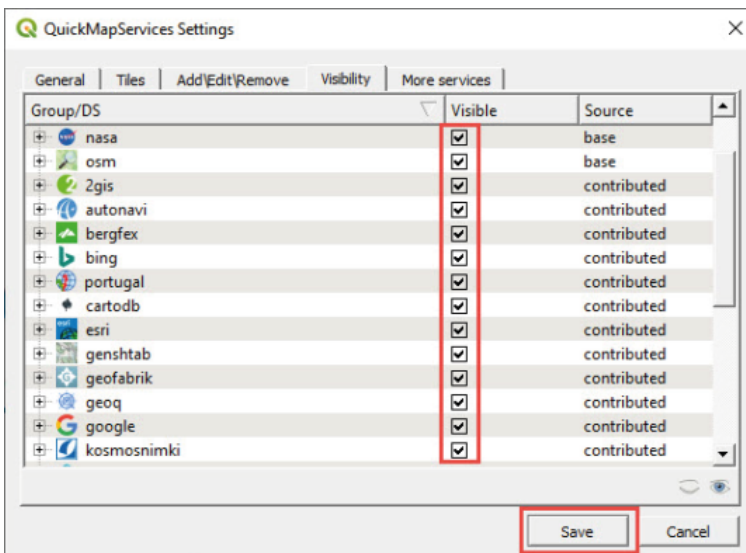 QuickMapServices Settings
General Tiles Add\Edit\Remove Visibility More services
Group/DS Visible Source
nasa base
osm base
2gis contributed
autonavi contributed
bergfex contributed
bing contributed
portugal contributed
cartodb contributed
esri contributed
genshtab contributed
geofabrik contributed
geoq contributed
google contributed
kosmosnimki contributed
Save Cancel